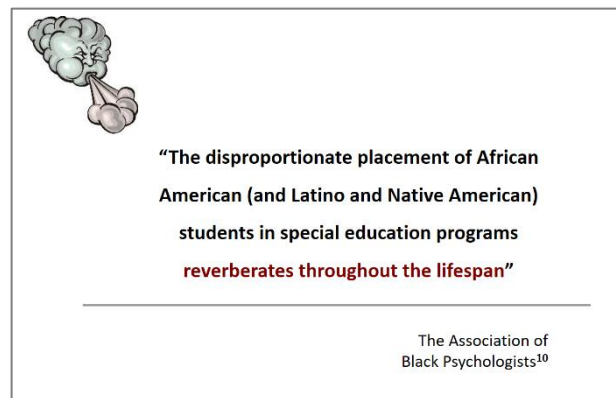 “The disproportionate placement of African
American (and Latino and Native American)
students in special education programs
reverberates throughout the lifespan”
The Association of
Black Psychologists¹⁰